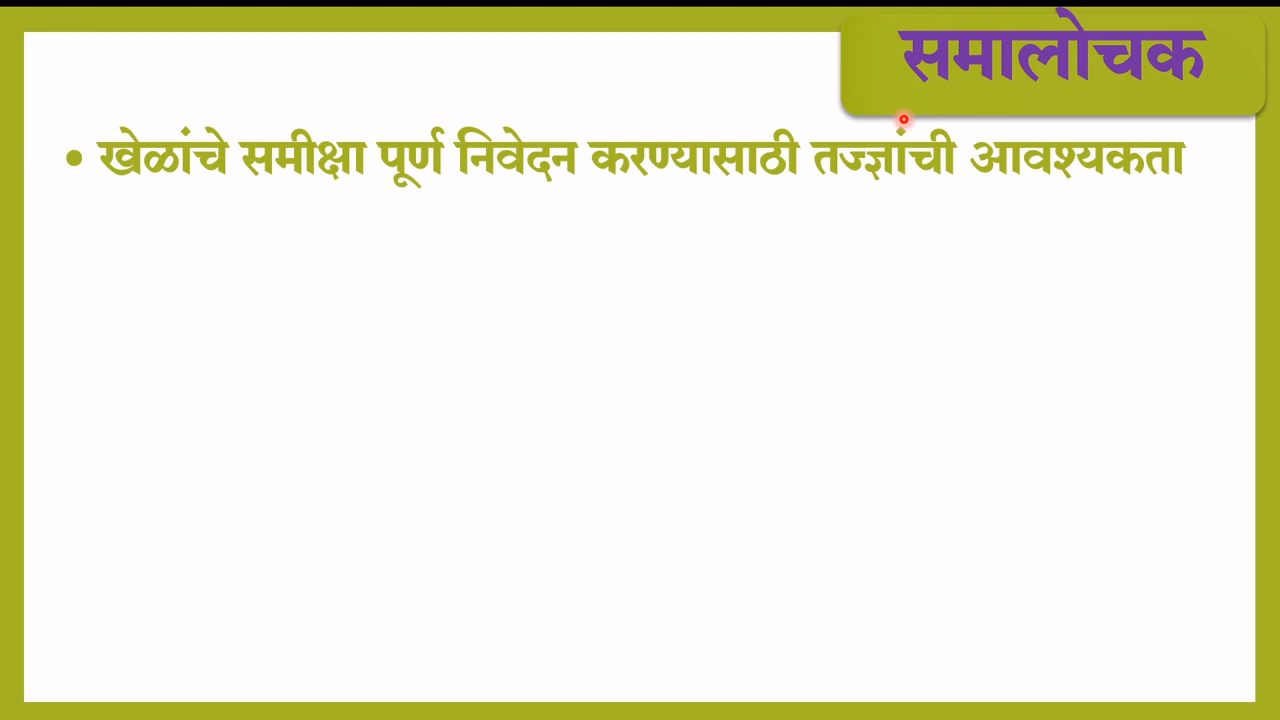 समालोचक
• खेळांचे समीक्षा पूर्ण निवेदन करण्यासाठी तज्ज्ञांची आवश्यकता